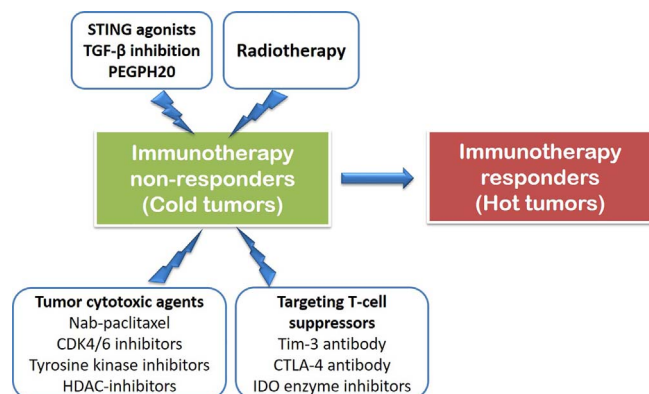 STING agonists
TGF-β inhibition
PEGPH20
Radiotherapy
Immunotherapy
non-responders
(Cold tumors)
Immunotherapy
responders
(Hot tumors)
Tumor cytotoxic agents
Nab-paclitaxel
CDK4/6 inhibitors
Tyrosine kinase inhibitors
HDAC-inhibitors
Targeting T-cell
suppressors
Tim-3 antibody
CTLA-4 antibody
IDO enzyme inhibitors